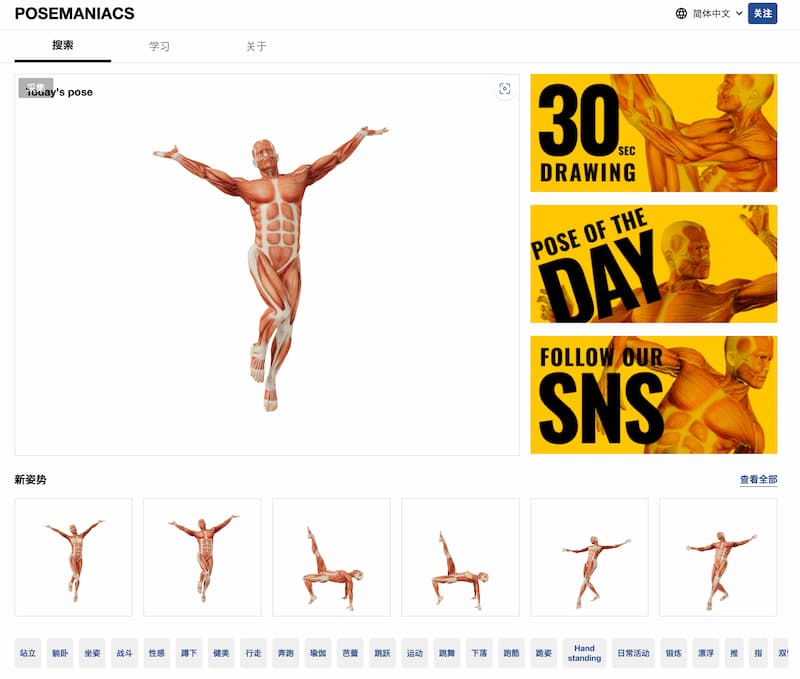 POSEMANIACS
简体中文
关注
搜索
学习
关于
采集
Today's pose
30
SEC
DRAWING
POSE OF THE
DAY
FOLLOW OUR
SNS
新姿势
查看全部
站立
躺卧
坐姿
战斗
性感
蹲下
健美
行走
奔跑
瑜伽
芭蕾
跳跃
运动
跳舞
下落
跑酷
跪姿
Hand
standing
日常活动
锻炼
漂浮
推
指